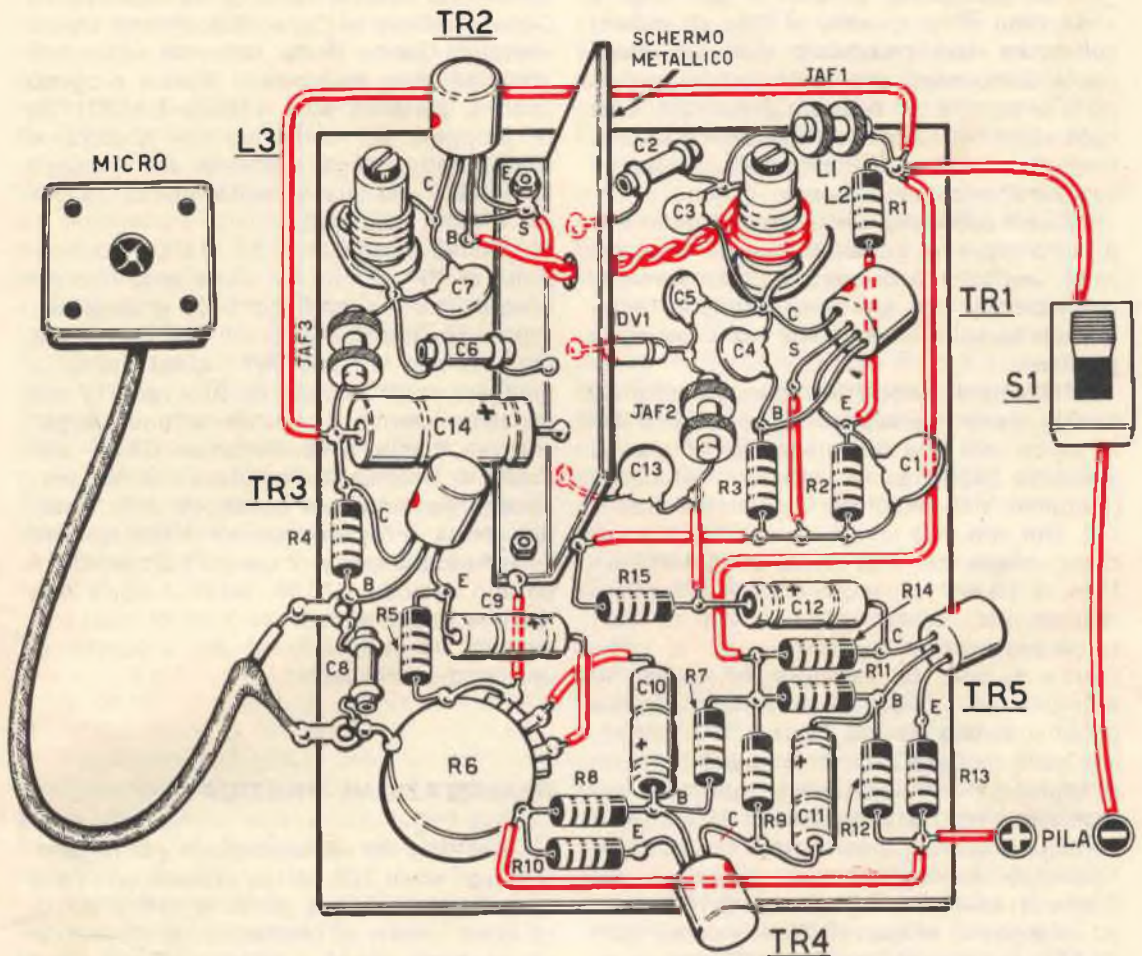 TR2
SCHERMO
METALLICO
JAF1
L3
E
C2
L1
MICRO
C
C3
L2
R1
S
B
C7
C5
TR1
DV1
C
C4
S
S1
JAF3
C6
JAF2
B
E
C14
+
C13
C1
TR3
R3
R2
R4
C
B
E
R15
C12
R14
C9
+
R5
C
C8
R11
TR5
C10
R7
B
E
+
+
R6
R8
B
C
R9
C11
R12
R13
R10
E
+ PILA -
TR4